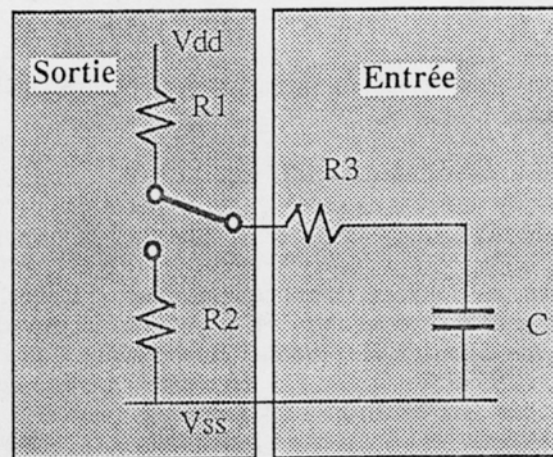 Vdd
Sortie
R1
R2
Vss
Entrée
R3
C